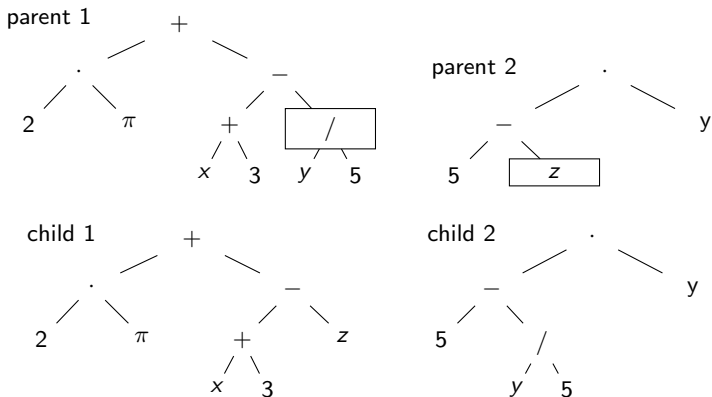 parent 1
+
· −
2 π + /
x 3 y 5
parent 2
·
− y
5 z
child 1
+
· −
2 π + z
x 3
child 2
·
− y
5 /
y 5